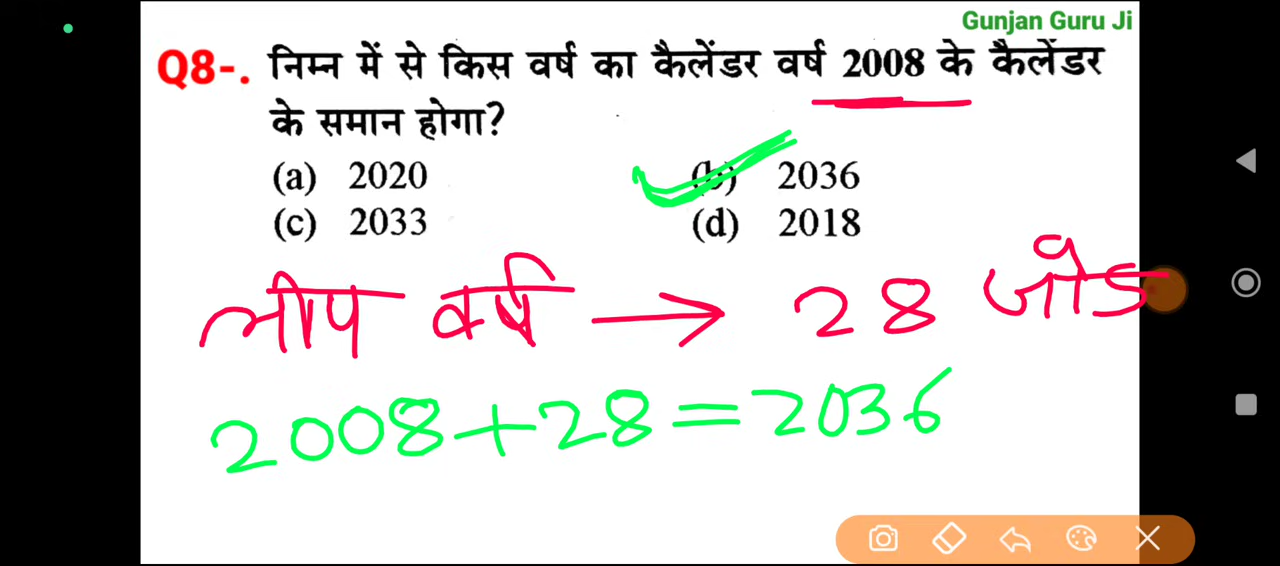 Gunjan Guru Ji
Q8-. निम्न में से किस वर्ष का कैलेंडर वर्ष 2008 के कैलेंडर
के समान होगा?
(a) 2020 (b) 2036
(c) 2033 (d) 2018
लीप वर्ष → 28 जोड
2008+28=2036